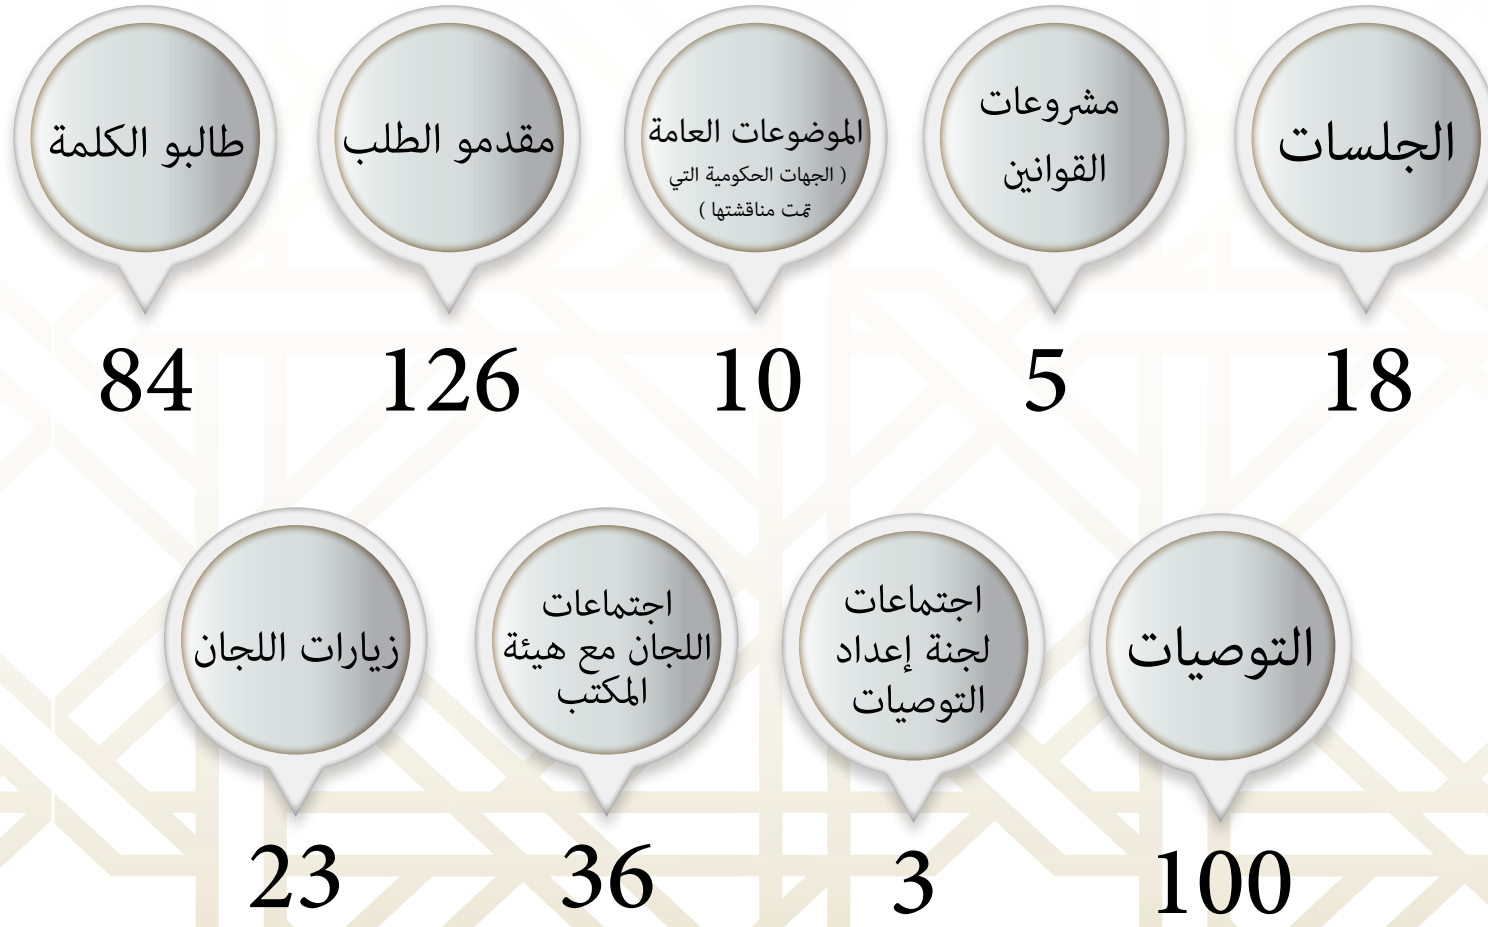 الجلسات
18
مشروعات
القوانين
5
الموضوعات العامة
( الجهات الحكومية التي
تمت مناقشتها )
10
مقدمو الطلب
126
طالبو الكلمة
84
التوصيات
100
اجتماعات
لجنة إعداد
التوصيات
3
اجتماعات
اللجان مع هيئة
المكتب
36
زيارات اللجان
23